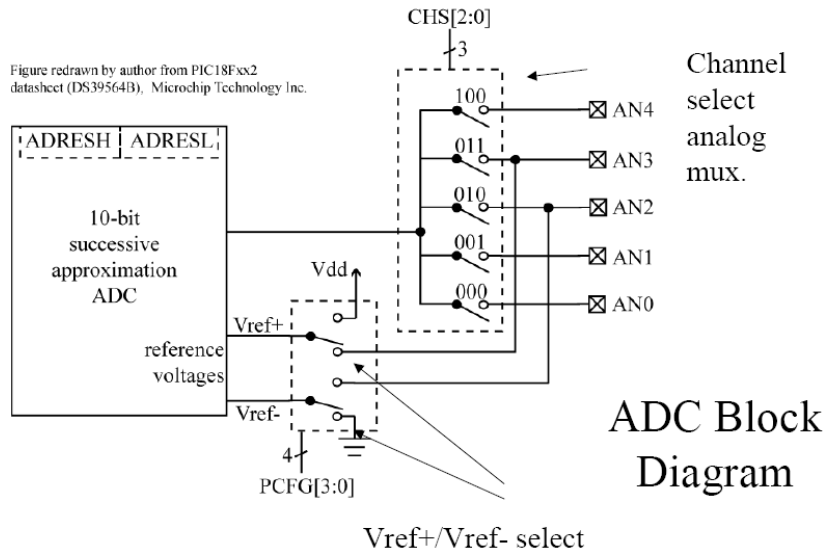 CHS[2:0]
3
Figure redrawn by author from PIC18Fxx2
datasheet (DS39564B), Microchip Technology Inc.
Channel
select
analog
mux.
ADRESH ADRESL
10-bit
successive
approximation
ADC
100
AN4
011
AN3
010
AN2
001
AN1
000
AN0
Vdd
Vref+
reference
voltages
Vref-
4
PCFG[3:0]
ADC Block
Diagram
Vref+/Vref- select